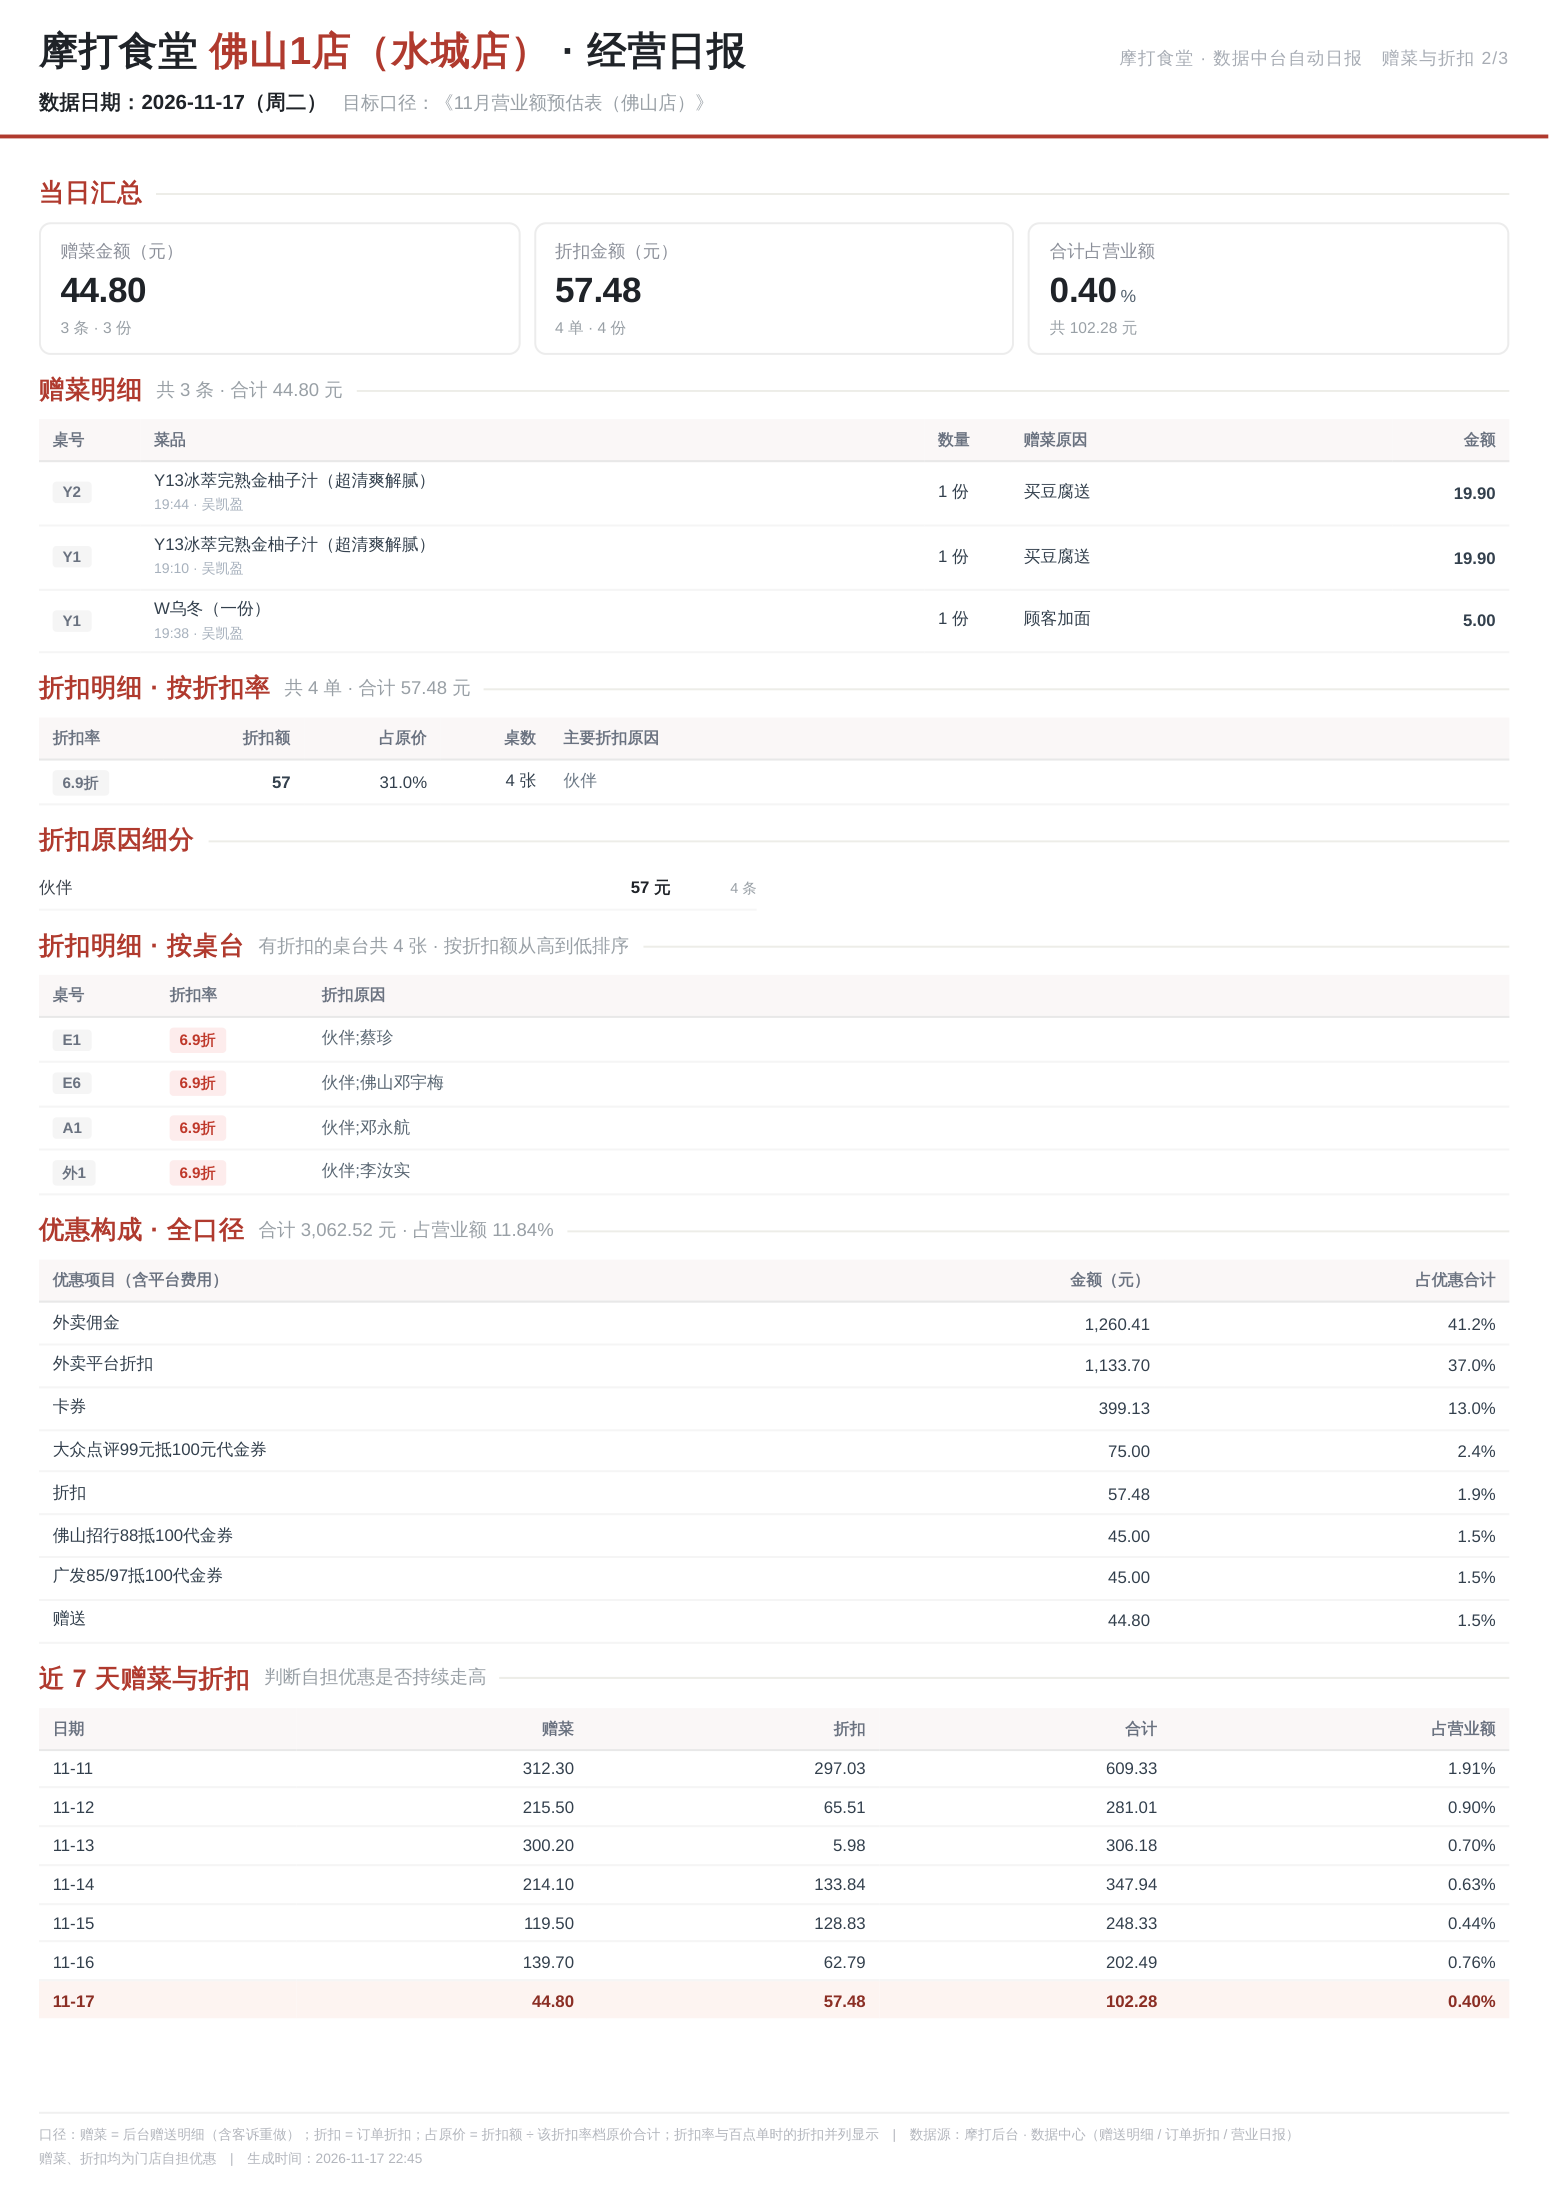 摩打食堂 佛山1店（水城店） · 经营日报
摩打食堂 · 数据中台自动日报 赠菜与折扣 2/3
数据日期：2026-11-17（周二） 目标口径：《11月营业额预估表（佛山店）》
当日汇总
赠菜金额（元） 折扣金额（元） 合计占营业额
44.80 57.48 0.40 %
3 条 · 3 份 4 单 · 4 份 共 102.28 元
赠菜明细 共 3 条 · 合计 44.80 元
桌号 菜品 数量 赠菜原因 金额
Y2 Y13冰萃完熟金柚子汁（超清爽解腻） 1 份 买豆腐送 19.90
19:44 · 吴凯盈
Y1 Y13冰萃完熟金柚子汁（超清爽解腻） 1 份 买豆腐送 19.90
19:10 · 吴凯盈
Y1 W乌冬（一份） 1 份 顾客加面 5.00
19:38 · 吴凯盈
折扣明细 · 按折扣率 共 4 单 · 合计 57.48 元
折扣率 折扣额 占原价 桌数 主要折扣原因
6.9折 57 31.0% 4 张 伙伴
折扣原因细分
伙伴 57 元 4 条
折扣明细 · 按桌台 有折扣的桌台共 4 张 · 按折扣额从高到低排序
桌号 折扣率 折扣原因
E1 6.9折 伙伴;蔡珍
E6 6.9折 伙伴;佛山邓宇梅
A1 6.9折 伙伴;邓永航
外1 6.9折 伙伴;李汝实
优惠构成 · 全口径 合计 3,062.52 元 · 占营业额 11.84%
优惠项目（含平台费用） 金额（元） 占优惠合计
外卖佣金 1,260.41 41.2%
外卖平台折扣 1,133.70 37.0%
卡券 399.13 13.0%
大众点评99元抵100元代金券 75.00 2.4%
折扣 57.48 1.9%
佛山招行88抵100代金券 45.00 1.5%
广发85/97抵100代金券 45.00 1.5%
赠送 44.80 1.5%
近 7 天赠菜与折扣 判断自担优惠是否持续走高
日期 赠菜 折扣 合计 占营业额
11-11 312.30 297.03 609.33 1.91%
11-12 215.50 65.51 281.01 0.90%
11-13 300.20 5.98 306.18 0.70%
11-14 214.10 133.84 347.94 0.63%
11-15 119.50 128.83 248.33 0.44%
11-16 139.70 62.79 202.49 0.76%
11-17 44.80 57.48 102.28 0.40%
口径：赠菜 = 后台赠送明细（含客诉重做）；折扣 = 订单折扣；占原价 = 折扣额 ÷ 该折扣率档原价合计；折扣率与百点单时的折扣并列显示 | 数据源：摩打后台 · 数据中心（赠送明细 / 订单折扣 / 营业日报）
赠菜、折扣均为门店自担优惠 | 生成时间：2026-11-17 22:45